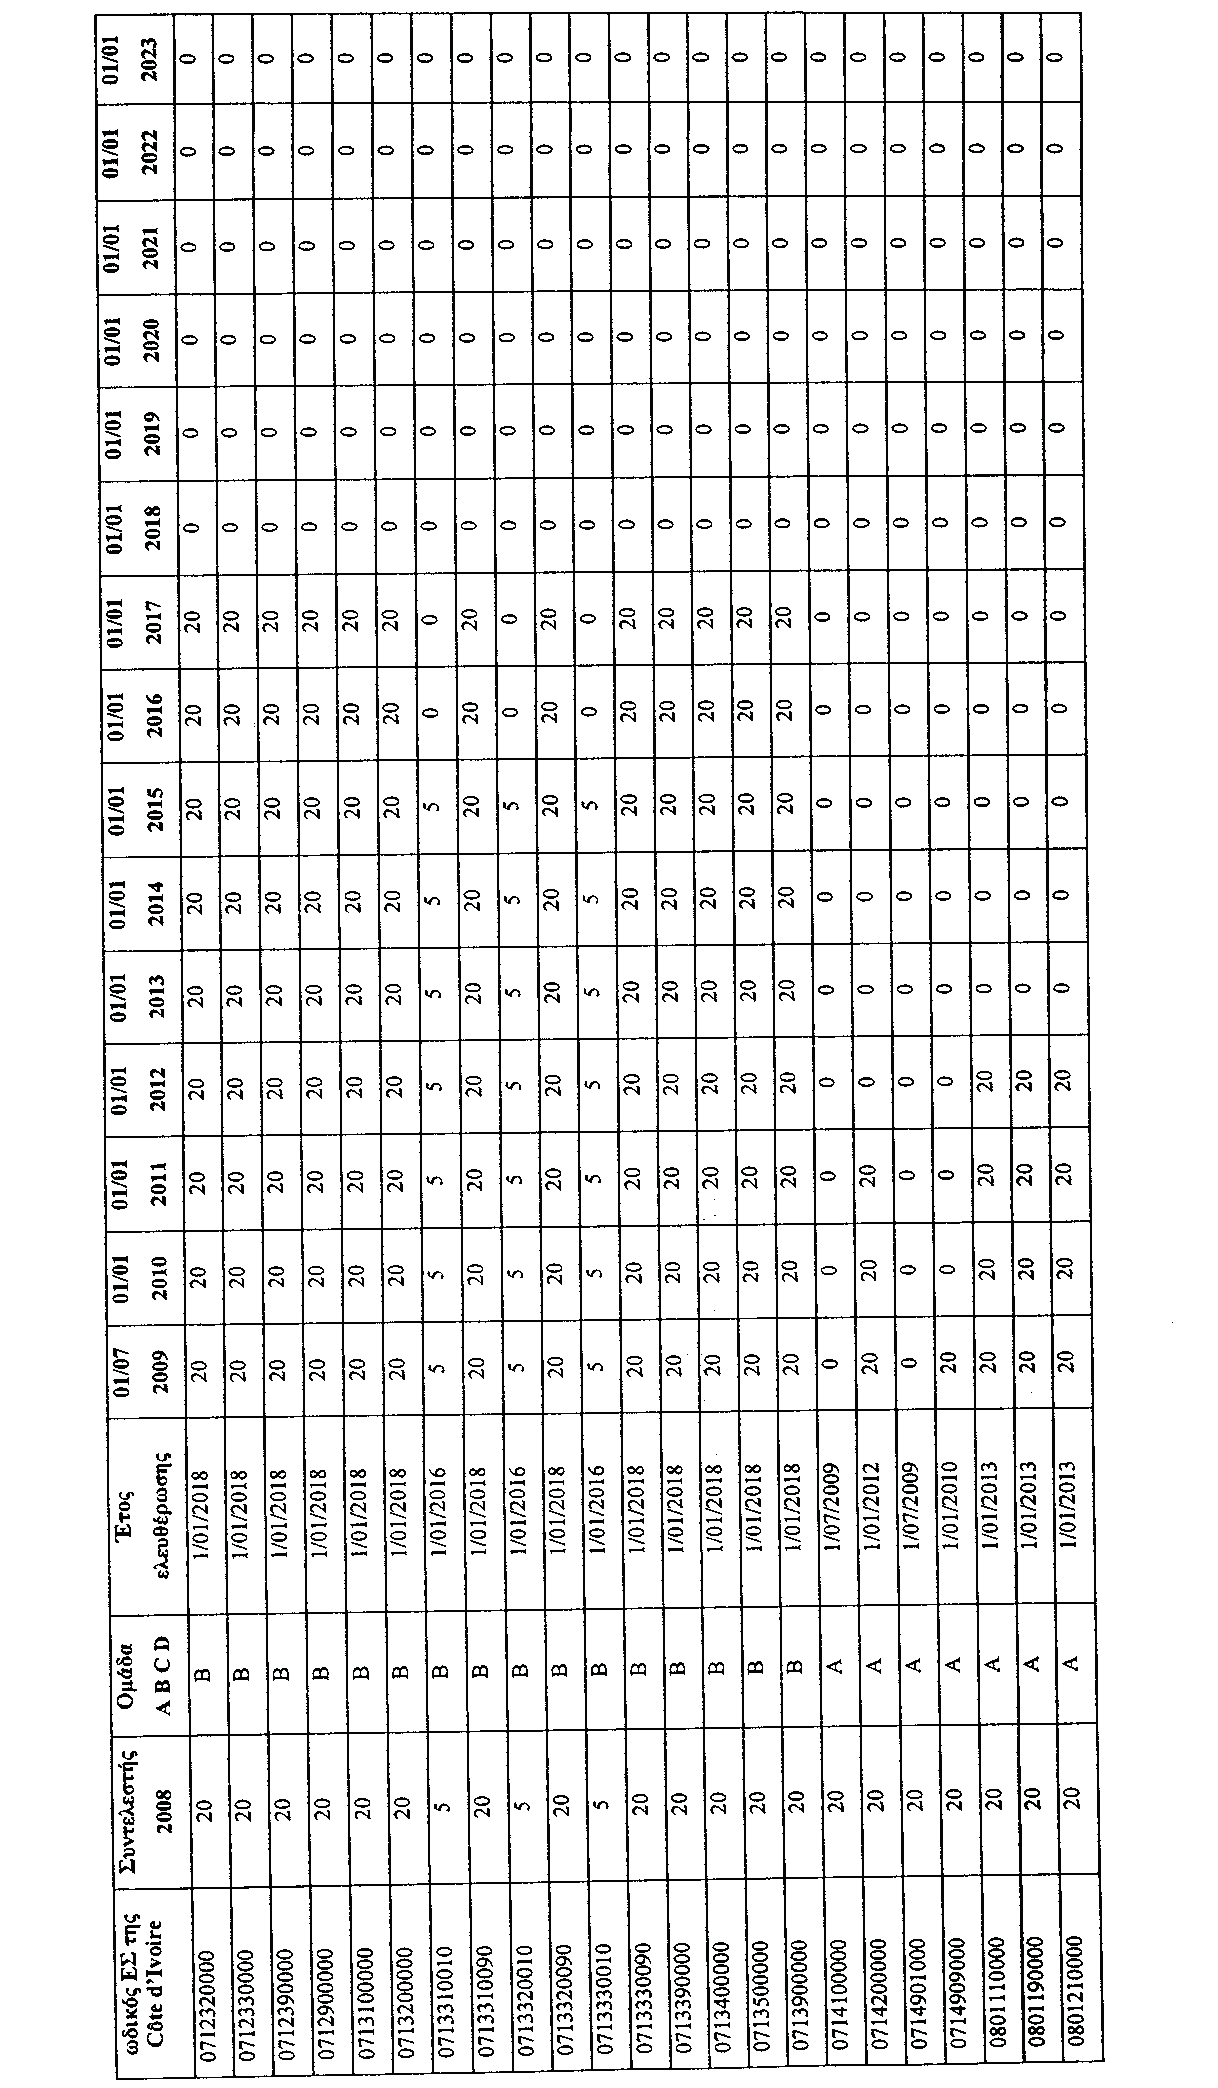 ωδικός ΕΣ της Côte d'Ivoire | Συντελεστής 2008 | Ομάδα A B C D | Έτος ελευθέρωσης | 01/07 2009 | 01/01 2010 | 01/01 2011 | 01/01 2012 | 01/01 2013 | 01/01 2014 | 01/01 2015 | 01/01 2016 | 01/01 2017 | 01/01 2018 | 01/01 2019 | 01/01 2020 | 01/01 2021 | 01/01 2022 | 01/01 2023
0712320000 | 20 | B | 1/01/2018 | 20 | 20 | 20 | 20 | 20 | 20 | 20 | 20 | 20 | 0 | 0 | 0 | 0 | 0 | 0
0712330000 | 20 | B | 1/01/2018 | 20 | 20 | 20 | 20 | 20 | 20 | 20 | 20 | 20 | 0 | 0 | 0 | 0 | 0 | 0
0712390000 | 20 | B | 1/01/2018 | 20 | 20 | 20 | 20 | 20 | 20 | 20 | 20 | 20 | 0 | 0 | 0 | 0 | 0 | 0
0712900000 | 20 | B | 1/01/2018 | 20 | 20 | 20 | 20 | 20 | 20 | 20 | 20 | 20 | 0 | 0 | 0 | 0 | 0 | 0
0713100000 | 20 | B | 1/01/2018 | 20 | 20 | 20 | 20 | 20 | 20 | 20 | 20 | 20 | 0 | 0 | 0 | 0 | 0 | 0
0713200000 | 20 | B | 1/01/2018 | 20 | 20 | 20 | 20 | 20 | 20 | 20 | 20 | 20 | 0 | 0 | 0 | 0 | 0 | 0
0713310010 | 5 | B | 1/01/2016 | 5 | 5 | 5 | 5 | 5 | 5 | 5 | 0 | 0 | 0 | 0 | 0 | 0 | 0 | 0
0713310090 | 20 | B | 1/01/2018 | 20 | 20 | 20 | 20 | 20 | 20 | 20 | 20 | 20 | 0 | 0 | 0 | 0 | 0 | 0
0713320010 | 5 | B | 1/01/2016 | 5 | 5 | 5 | 5 | 5 | 5 | 5 | 0 | 0 | 0 | 0 | 0 | 0 | 0 | 0
0713320090 | 20 | B | 1/01/2018 | 20 | 20 | 20 | 20 | 20 | 20 | 20 | 20 | 20 | 0 | 0 | 0 | 0 | 0 | 0
0713330010 | 5 | B | 1/01/2016 | 5 | 5 | 5 | 5 | 5 | 5 | 5 | 0 | 0 | 0 | 0 | 0 | 0 | 0 | 0
0713330090 | 20 | B | 1/01/2018 | 20 | 20 | 20 | 20 | 20 | 20 | 20 | 20 | 20 | 0 | 0 | 0 | 0 | 0 | 0
0713390000 | 20 | B | 1/01/2018 | 20 | 20 | 20 | 20 | 20 | 20 | 20 | 20 | 20 | 0 | 0 | 0 | 0 | 0 | 0
0713400000 | 20 | B | 1/01/2018 | 20 | 20 | 20 | 20 | 20 | 20 | 20 | 20 | 20 | 0 | 0 | 0 | 0 | 0 | 0
0713500000 | 20 | B | 1/01/2018 | 20 | 20 | 20 | 20 | 20 | 20 | 20 | 20 | 20 | 0 | 0 | 0 | 0 | 0 | 0
0713900000 | 20 | B | 1/01/2018 | 20 | 20 | 20 | 20 | 20 | 20 | 20 | 20 | 20 | 0 | 0 | 0 | 0 | 0 | 0
0714100000 | 20 | A | 1/07/2009 | 0 | 0 | 0 | 0 | 0 | 0 | 0 | 0 | 0 | 0 | 0 | 0 | 0 | 0 | 0
0714200000 | 20 | A | 1/01/2012 | 20 | 20 | 20 | 0 | 0 | 0 | 0 | 0 | 0 | 0 | 0 | 0 | 0 | 0 | 0
0714901000 | 20 | A | 1/07/2009 | 0 | 0 | 0 | 0 | 0 | 0 | 0 | 0 | 0 | 0 | 0 | 0 | 0 | 0 | 0
0714909000 | 20 | A | 1/01/2010 | 20 | 0 | 0 | 0 | 0 | 0 | 0 | 0 | 0 | 0 | 0 | 0 | 0 | 0 | 0
0801110000 | 20 | A | 1/01/2013 | 20 | 20 | 20 | 20 | 0 | 0 | 0 | 0 | 0 | 0 | 0 | 0 | 0 | 0 | 0
0801190000 | 20 | A | 1/01/2013 | 20 | 20 | 20 | 20 | 0 | 0 | 0 | 0 | 0 | 0 | 0 | 0 | 0 | 0 | 0
0801210000 | 20 | A | 1/01/2013 | 20 | 20 | 20 | 20 | 0 | 0 | 0 | 0 | 0 | 0 | 0 | 0 | 0 | 0 | 0